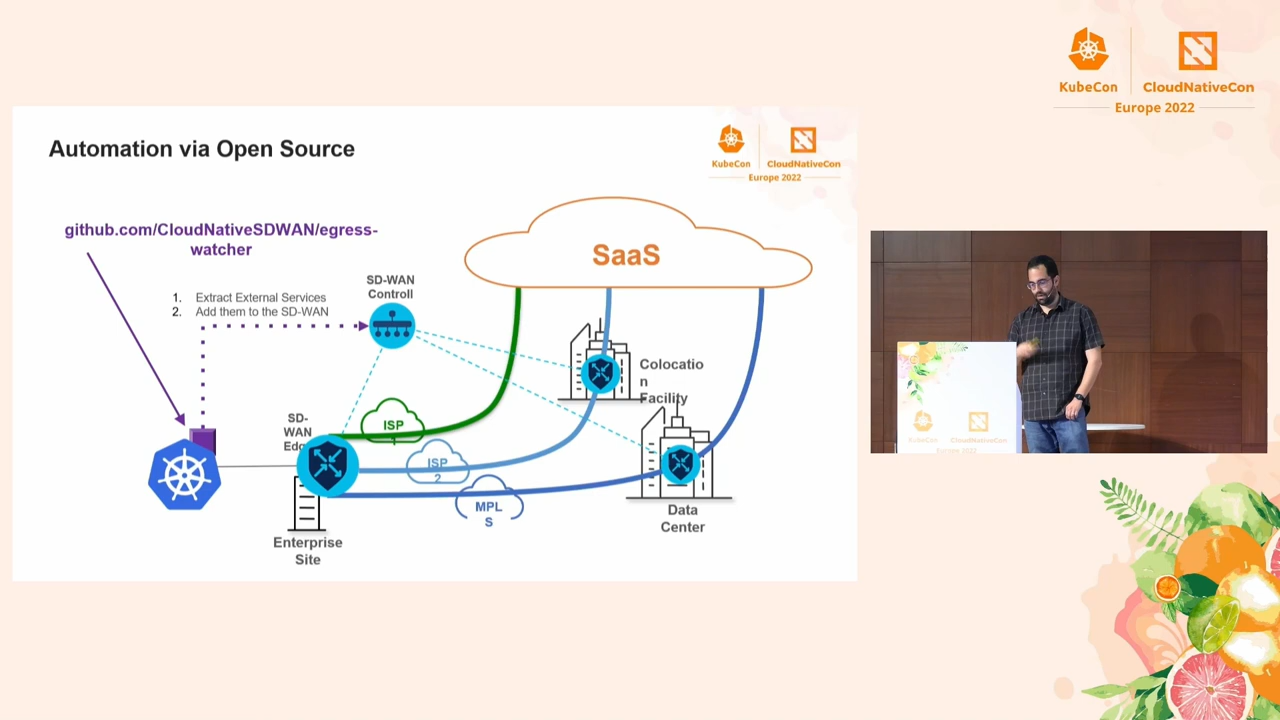 KubeCon
CloudNativeCon
Europe 2022
Automation via Open Source
KubeCon
CloudNativeCon
Europe 2022
github.com/CloudNativeSDWAN/egress-
watcher
SaaS
SD-WAN
Controll
1. Extract External Services
2. Add them to the SD-WAN
Colocatio
n
Facility
SD-
WAN
ISP
ISP
2
MPL
S
Data
Center
Enterprise
Site
KubeCon
CloudNativeCon